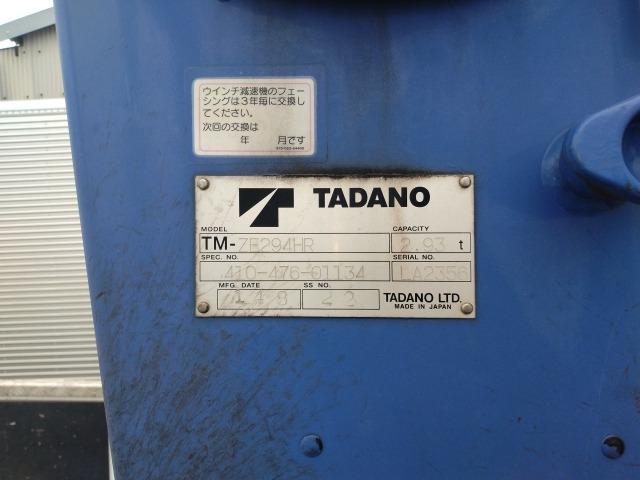 ウインチ減速機のフェー
シングは3年毎に交換し
てください。
次回の交換は
年 月です
TADANO
MODEL CAPACITY
TM-ZE294HR 2.93 t
SPEC. NO. SERIAL NO.
410-476-01134
MFG. DATE SS NO.
TADANO LTD.
MADE IN JAPAN